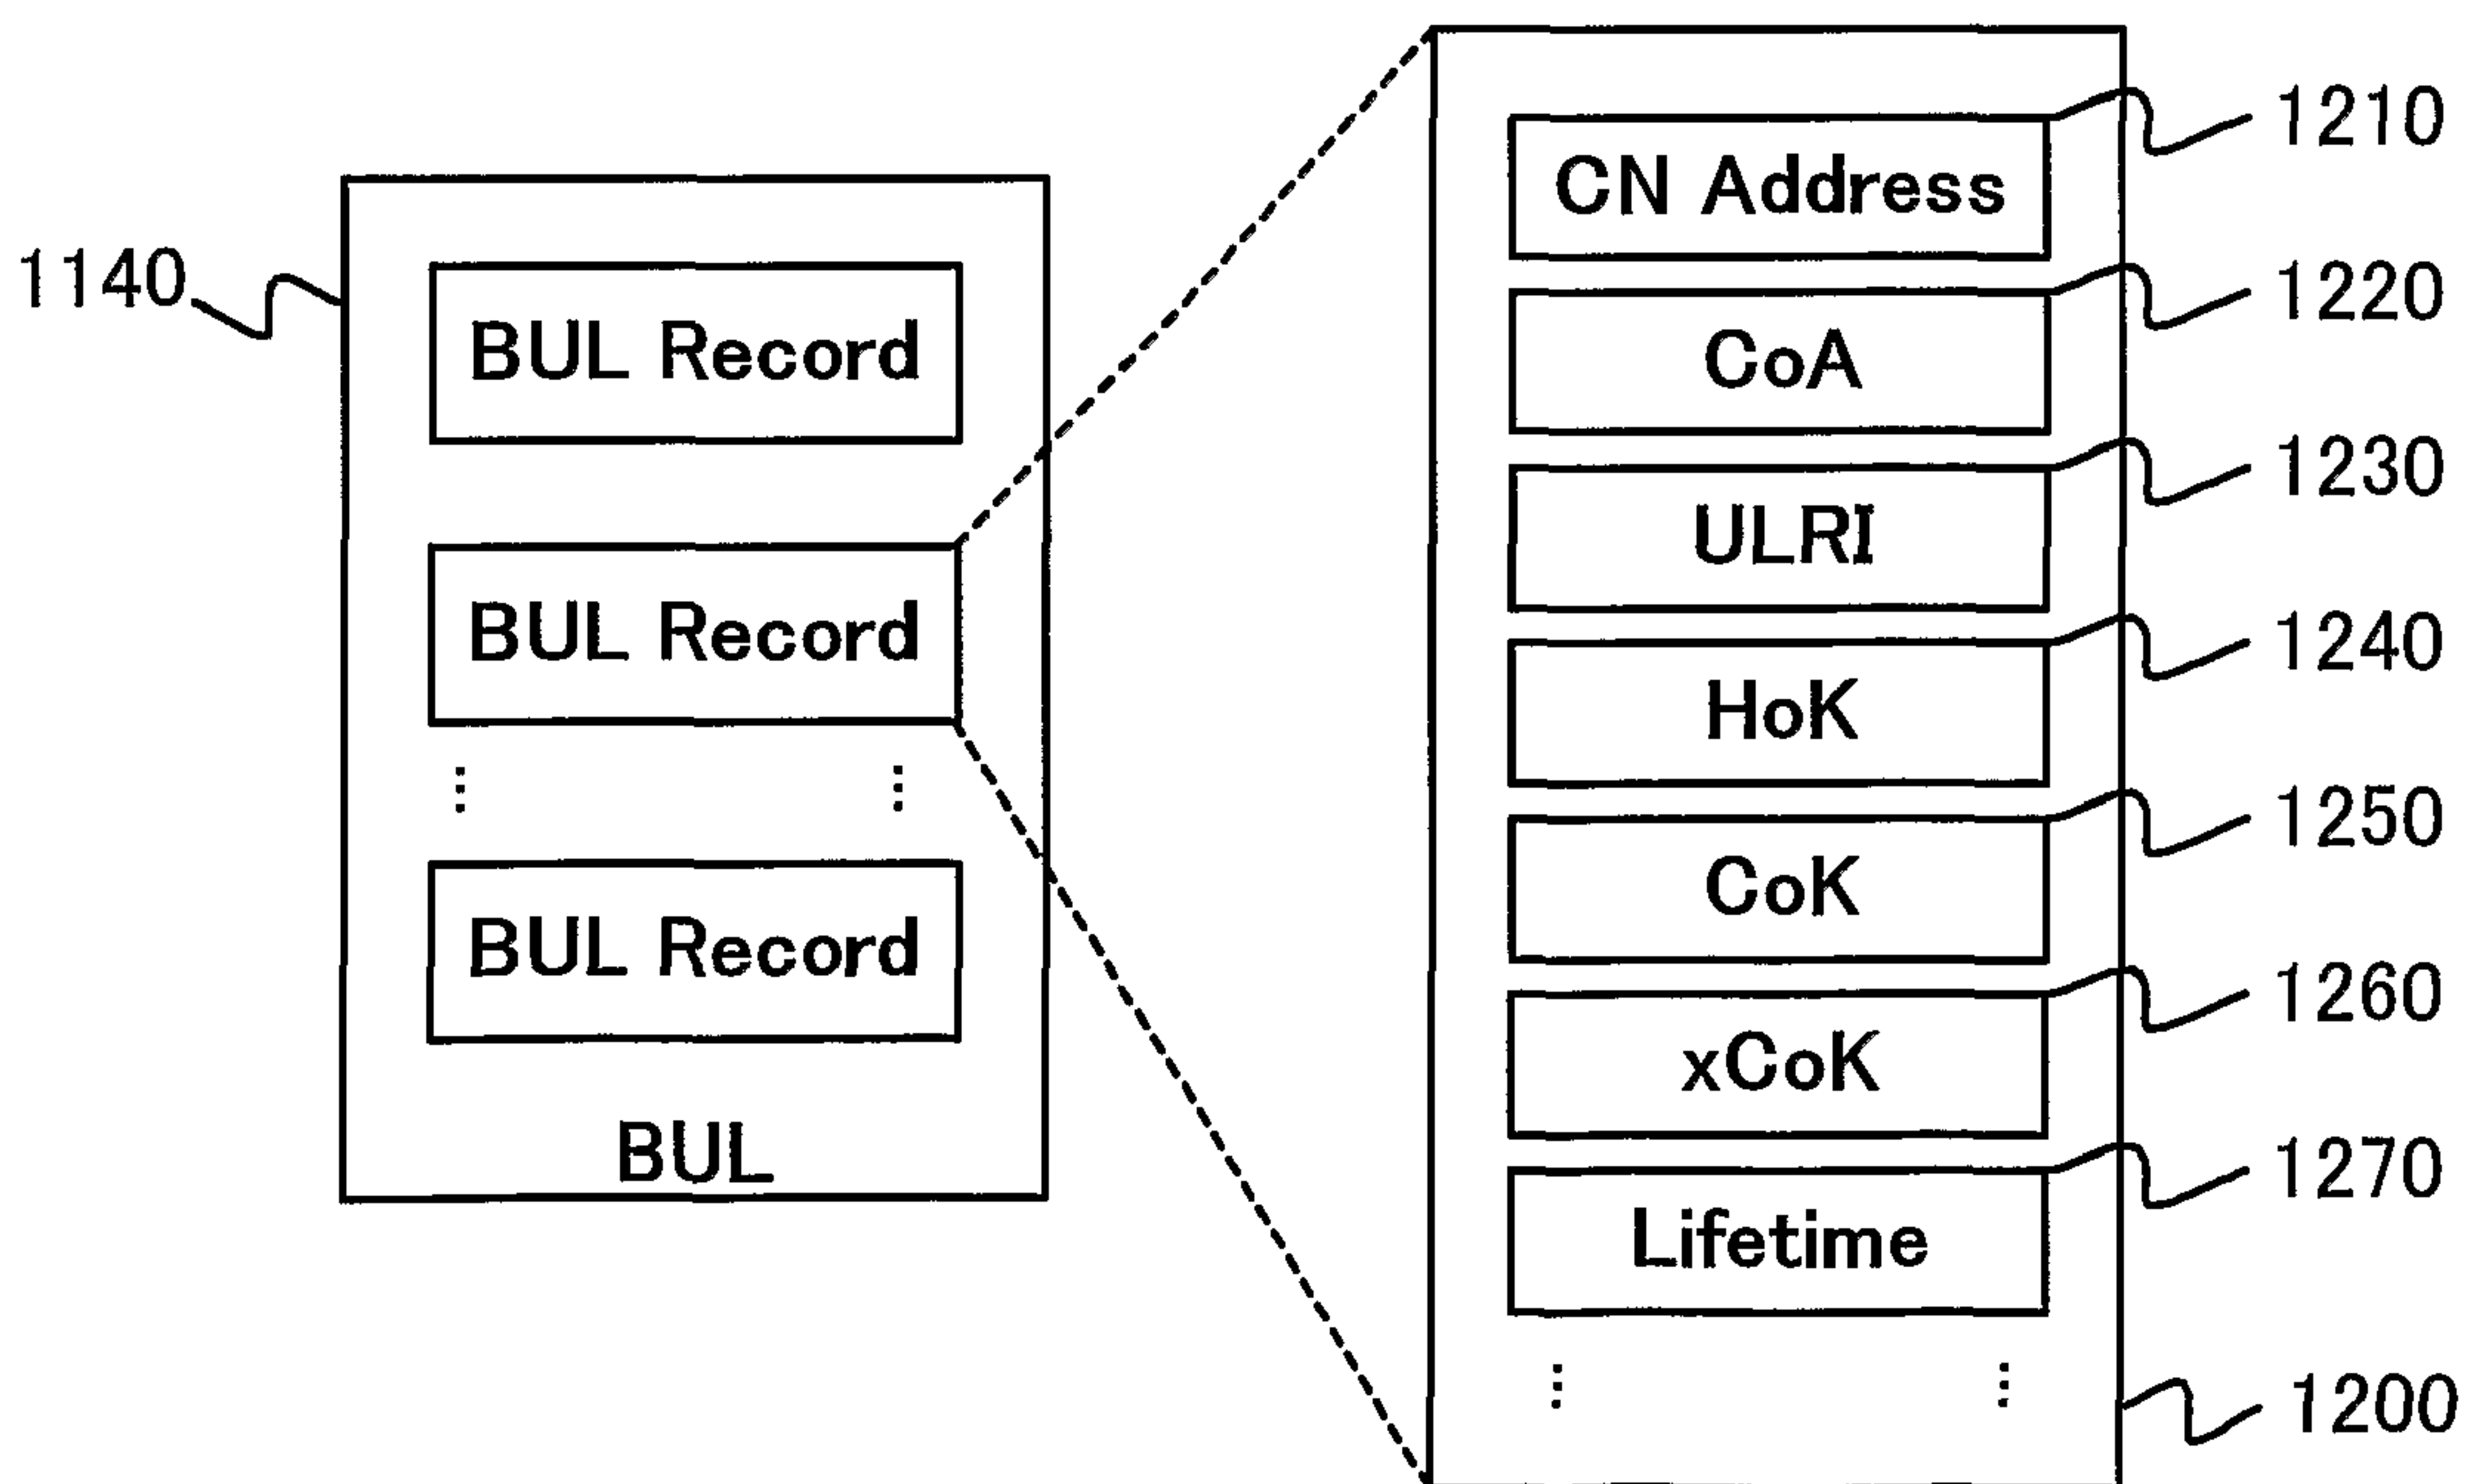 1140
BUL Record
BUL Record
BUL Record
BUL
CN Address
1210
CoA
1220
ULRI
1230
HoK
1240
CoK
1250
xCoK
1260
Lifetime
1270
1200